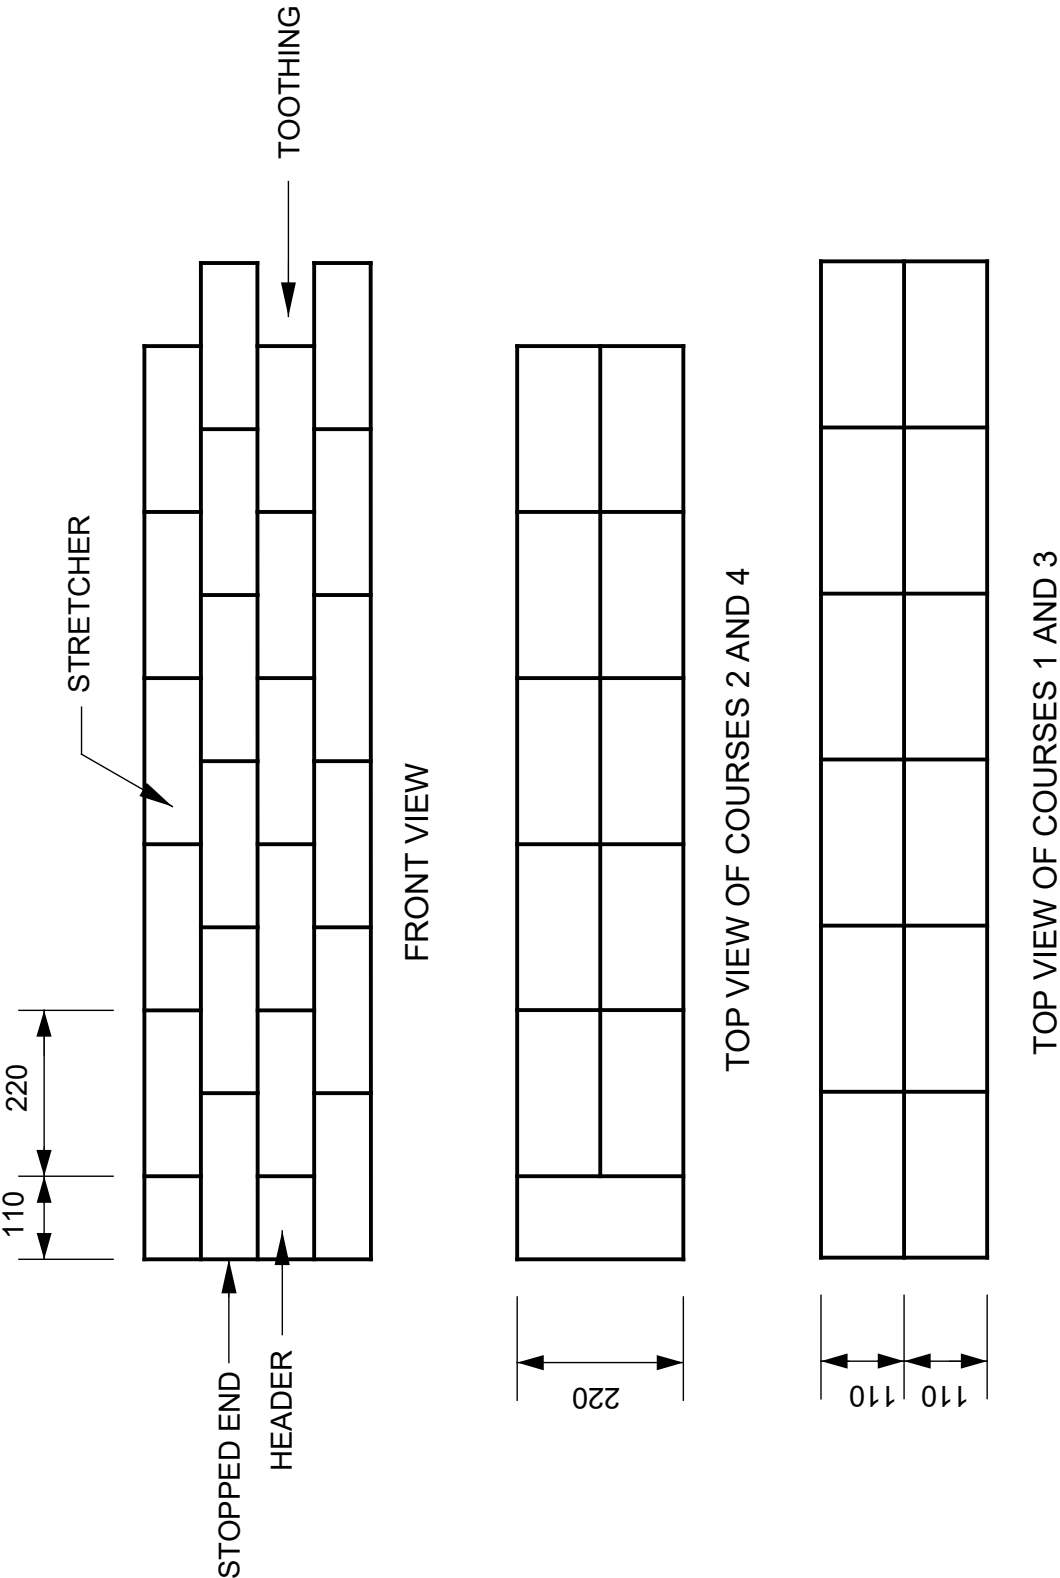 110
220
STRETCHER
TOOTHING
STOPPED END
HEADER
FRONT VIEW
220
TOP VIEW OF COURSES 2 AND 4
110
110
TOP VIEW OF COURSES 1 AND 3